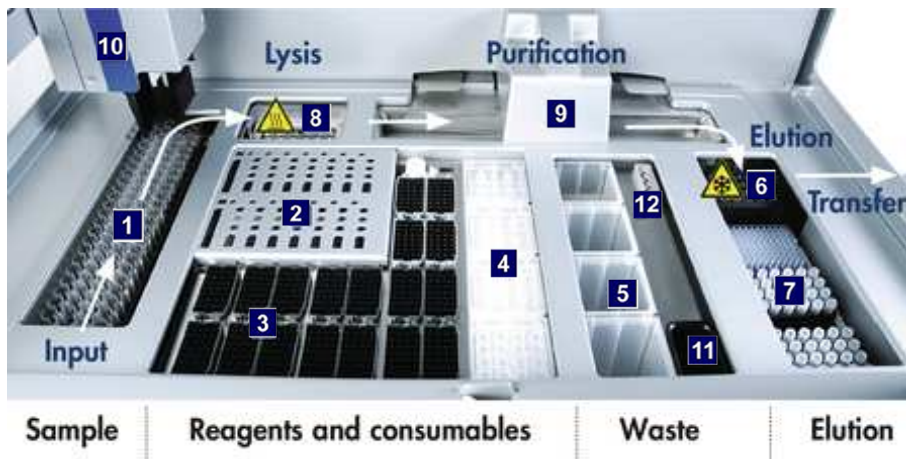 10
Lysis
Purification
8
9
Elution
6
Transfer
1
2
12
4
5
7
3
11
Input
Sample
Reagents and consumables
Waste
Elution